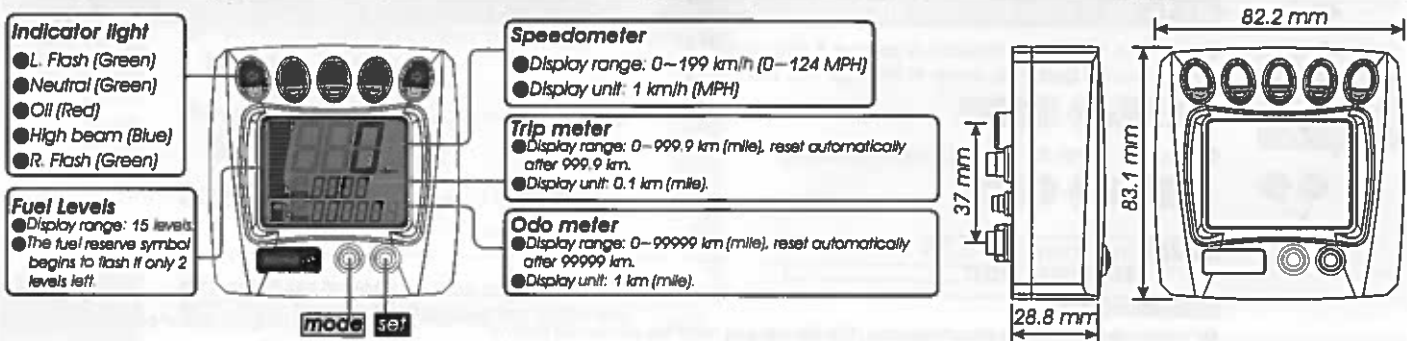 Indicator light
●L. Flash (Green)
●Neutral (Green)
●Oil (Red)
●High beam (Blue)
●R. Flash (Green)
Fuel Levels
●Display range: 15 levels.
●The fuel reserve symbol
begins to flash if only 2
levels left
mode set
Speedometer
●Display range: 0~199 km/h (0~124 MPH)
●Display unit: 1 km/h (MPH)
Trip meter
●Display range: 0~999.9 km (mile), reset automatically
after 999.9 km.
●Display unit: 0.1 km (mile).
Odo meter
●Display range: 0~99999 km (mile), reset automatically
after 99999 km.
●Display unit: 1 km (mile).
37 mm
28.8 mm
82.2 mm
83.1 mm